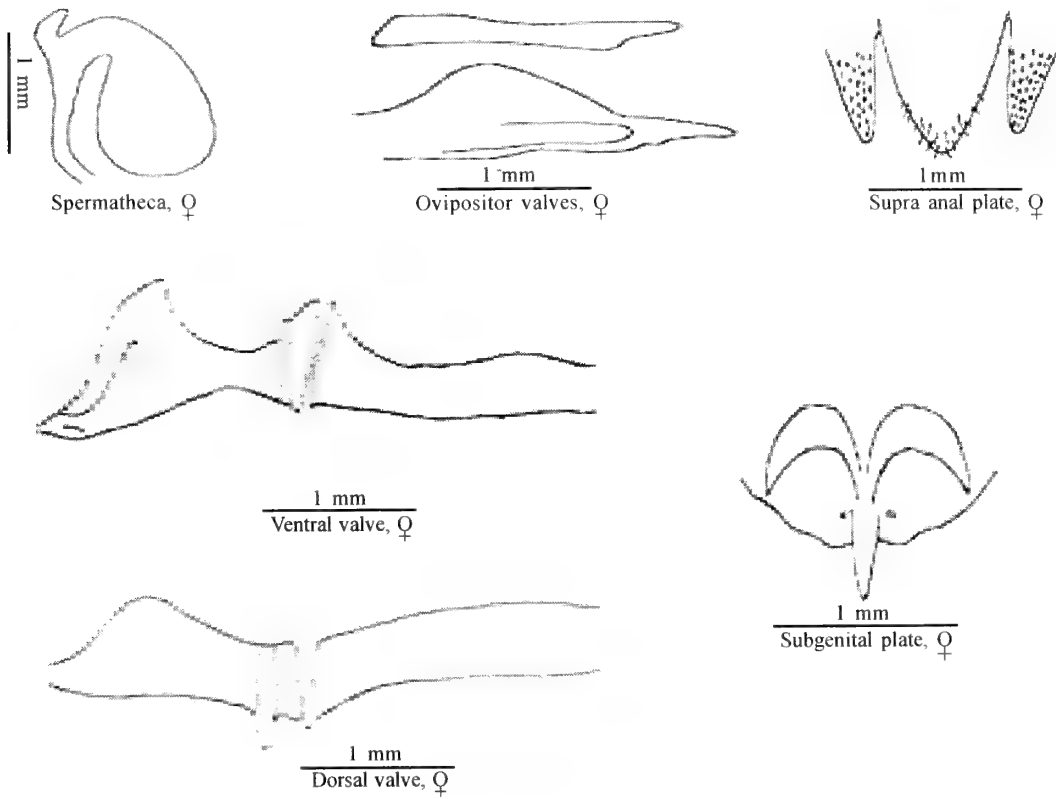 1 mm
Spermatheca, ♀
1 mm
Ovipositor valves, ♀
1mm
Supra anal plate, ♀
1 mm
Ventral valve, ♀
1 mm
Subgenital plate, ♀
1 mm
Dorsal valve, ♀